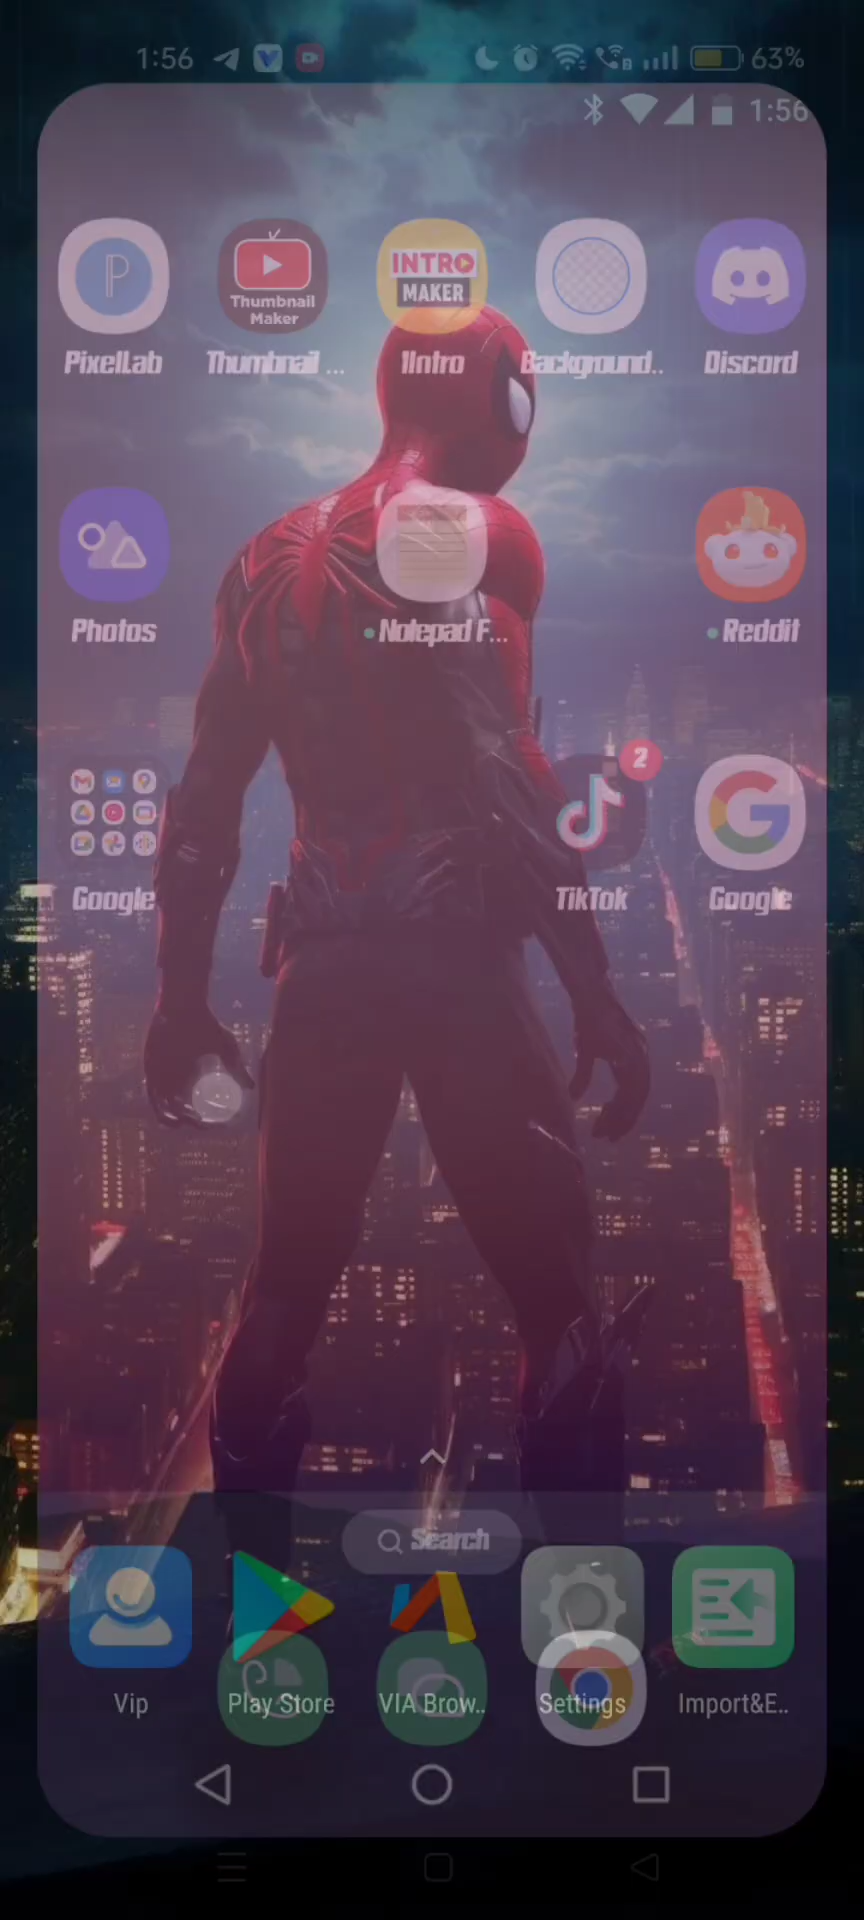 1:56 63%
1:56
INTRO
MAKER
Thumbnail
Maker
PixelLab Thumbnail ... 1Intro Background.. Discord
Photos Notepad F... Reddit
2
Google TikTok Google
Search
Vip Play Store VIA Brow.. Settings Import&E..